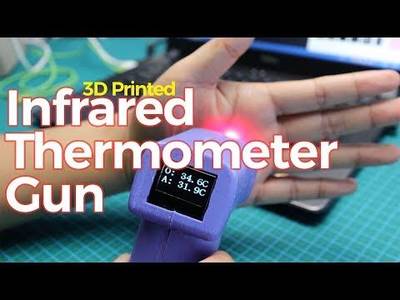 3D Printed
Infrared
Thermometer
Gun
O: 34.6C
A: 31.9C